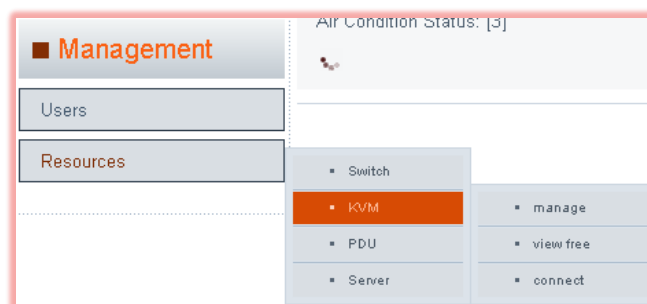 Air Condition Status: [3]
Management
Users
Resources
Switch
KVM
manage
PDU
view free
Server
connect